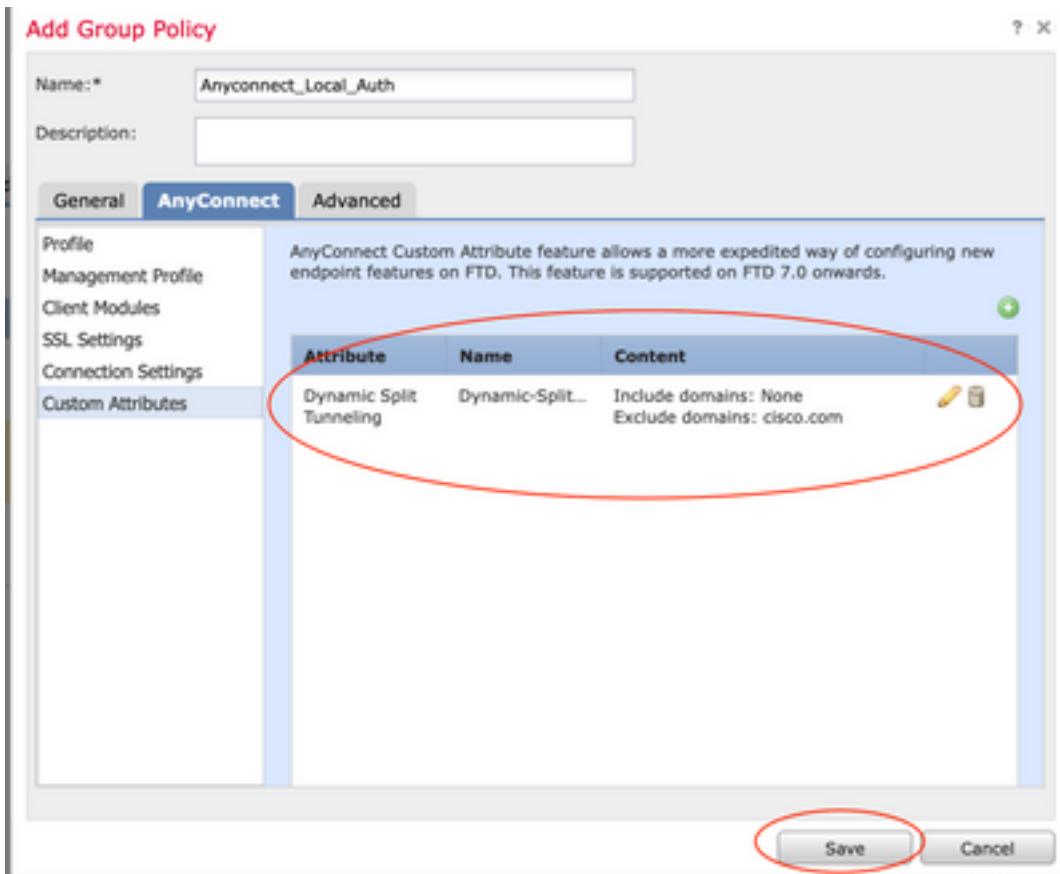 Add Group Policy
? X
Name:* Anyconnect_Local_Auth
Description:
General AnyConnect Advanced
Profile
Management Profile
Client Modules
SSL Settings
Connection Settings
Custom Attributes
AnyConnect Custom Attribute feature allows a more expedited way of configuring new
endpoint features on FTD. This feature is supported on FTD 7.0 onwards.
Attribute Name Content
Dynamic Split Dynamic-Split... Include domains: None
Tunneling Exclude domains: cisco.com
Save Cancel